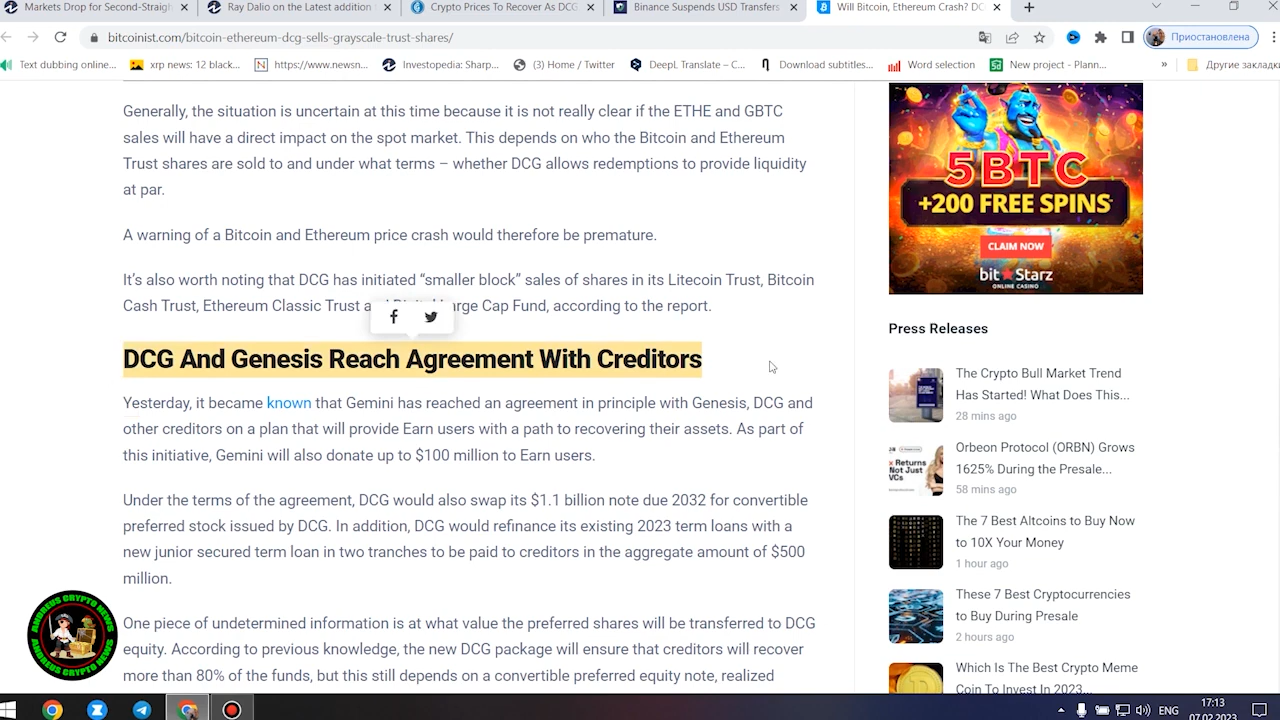 Markets Drop for Second-Straigh
Ray Dalio on the Latest addition
Crypto Prices To Recover As DCG
Binance Suspends USD Transfers
Will Bitcoin, Ethereum Crash? DC
bitcoinist.com/bitcoin-ethereum-dcg-sells-grayscale-trust-shares/
Приостановлена
Text dubbing online...
xrp news: 12 black...
https://www.newsn...
Investopedia: Sharp...
(3) Home / Twitter
DeepL Translate – C...
Download subtitles...
Word selection
New project - Plann...
»
Другие закладки
Generally, the situation is uncertain at this time because it is not really clear if the ETHE and GBTC
sales will have a direct impact on the spot market. This depends on who the Bitcoin and Ethereum
Trust shares are sold to and under what terms – whether DCG allows redemptions to provide liquidity
at par.
A warning of a Bitcoin and Ethereum price crash would therefore be premature.
It's also worth noting that DCG has initiated “smaller block” sales of shares in its Litecoin Trust, Bitcoin
Cash Trust, Ethereum Classic Trust a Large Cap Fund, according to the report.
DCG And Genesis Reach Agreement With Creditors
Yesterday, it became known that Gemini has reached an agreement in principle with Genesis, DCG and
other creditors on a plan that will provide Earn users with a path to recovering their assets. As part of
this initiative, Gemini will also donate up to $100 million to Earn users.
Under the terms of the agreement, DCG would also swap its $1.1 billion note due 2032 for convertible
preferred stock issued by DCG. In addition, DCG would refinance its existing 2023 term loans with a
new junior secured term loan in two tranches to be paid to creditors in the aggregate amount of $500
million.
One piece of undetermined information is at what value the preferred shares will be transferred to DCG
equity. According to previous knowledge, the new DCG package will ensure that creditors will recover
more than 80% of the funds, but this still depends on a convertible preferred equity note, realized
5BTC
+200 FREE SPINS
CLAIM NOW
bitStarz
ONLINE CASINO
Press Releases
The Crypto Bull Market Trend
Has Started! What Does This...
28 mins ago
x Returns
Not Just
VCs
Orbeon Protocol (ORBN) Grows
1625% During the Presale...
58 mins ago
The 7 Best Altcoins to Buy Now
to 10X Your Money
1 hour ago
These 7 Best Cryptocurrencies
to Buy During Presale
2 hours ago
Which Is The Best Crypto Meme
Coin To Invest In 2023...
ANDREUS CRYPTO NEWS
ANDREUS CRYPTO NEWS
ENG
17:13
07.02.2023